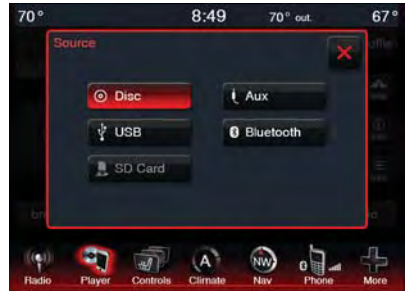 70° 8:49 70° out. 67°
Source
Disc
Aux
USB
Bluetooth
SD Card
A
NW
Radio Player Controls Climate Nav Phone More